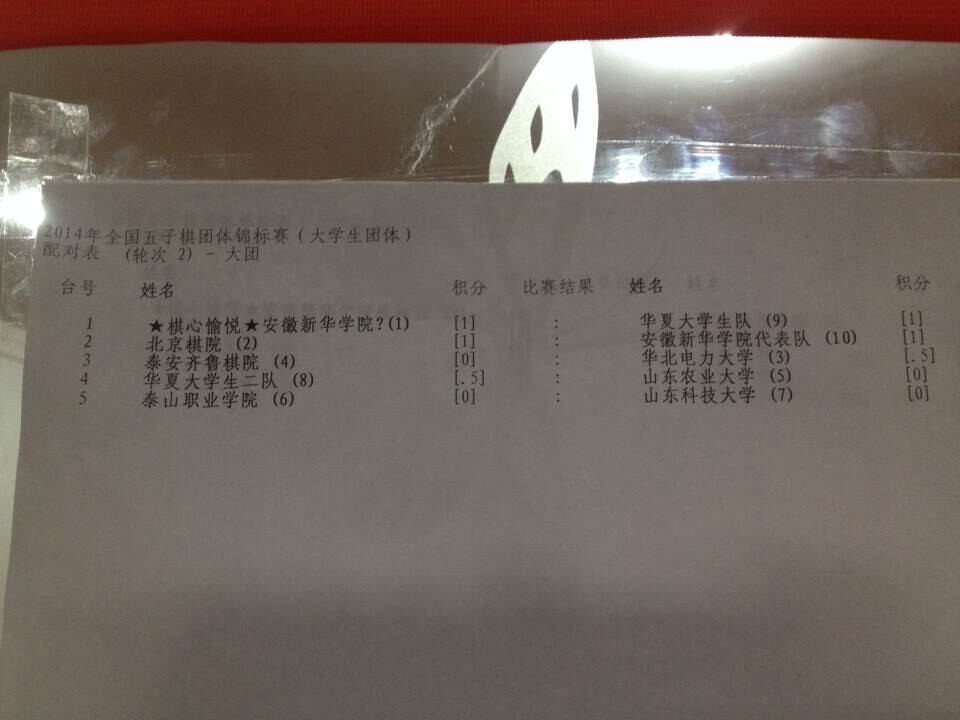 2014年全国五子棋团体锦标赛(大学生团体)
配对表 (轮次 2) - 大团
台号 姓名 积分 比赛结果 姓名 积分
1 ★棋心愉悦★安徽新华学院?(1) [1] : 华夏大学生队 (9) [1]
2 北京棋院 (2) [1] : 安徽新华学院代表队 (10) [1]
3 泰安齐鲁棋院 (4) [0] : 华北电力大学 (3) [.5]
4 华夏大学生二队 (8) [.5] : 山东农业大学 (5) [0]
5 泰山职业学院 (6) [0] : 山东科技大学 (7) [0]